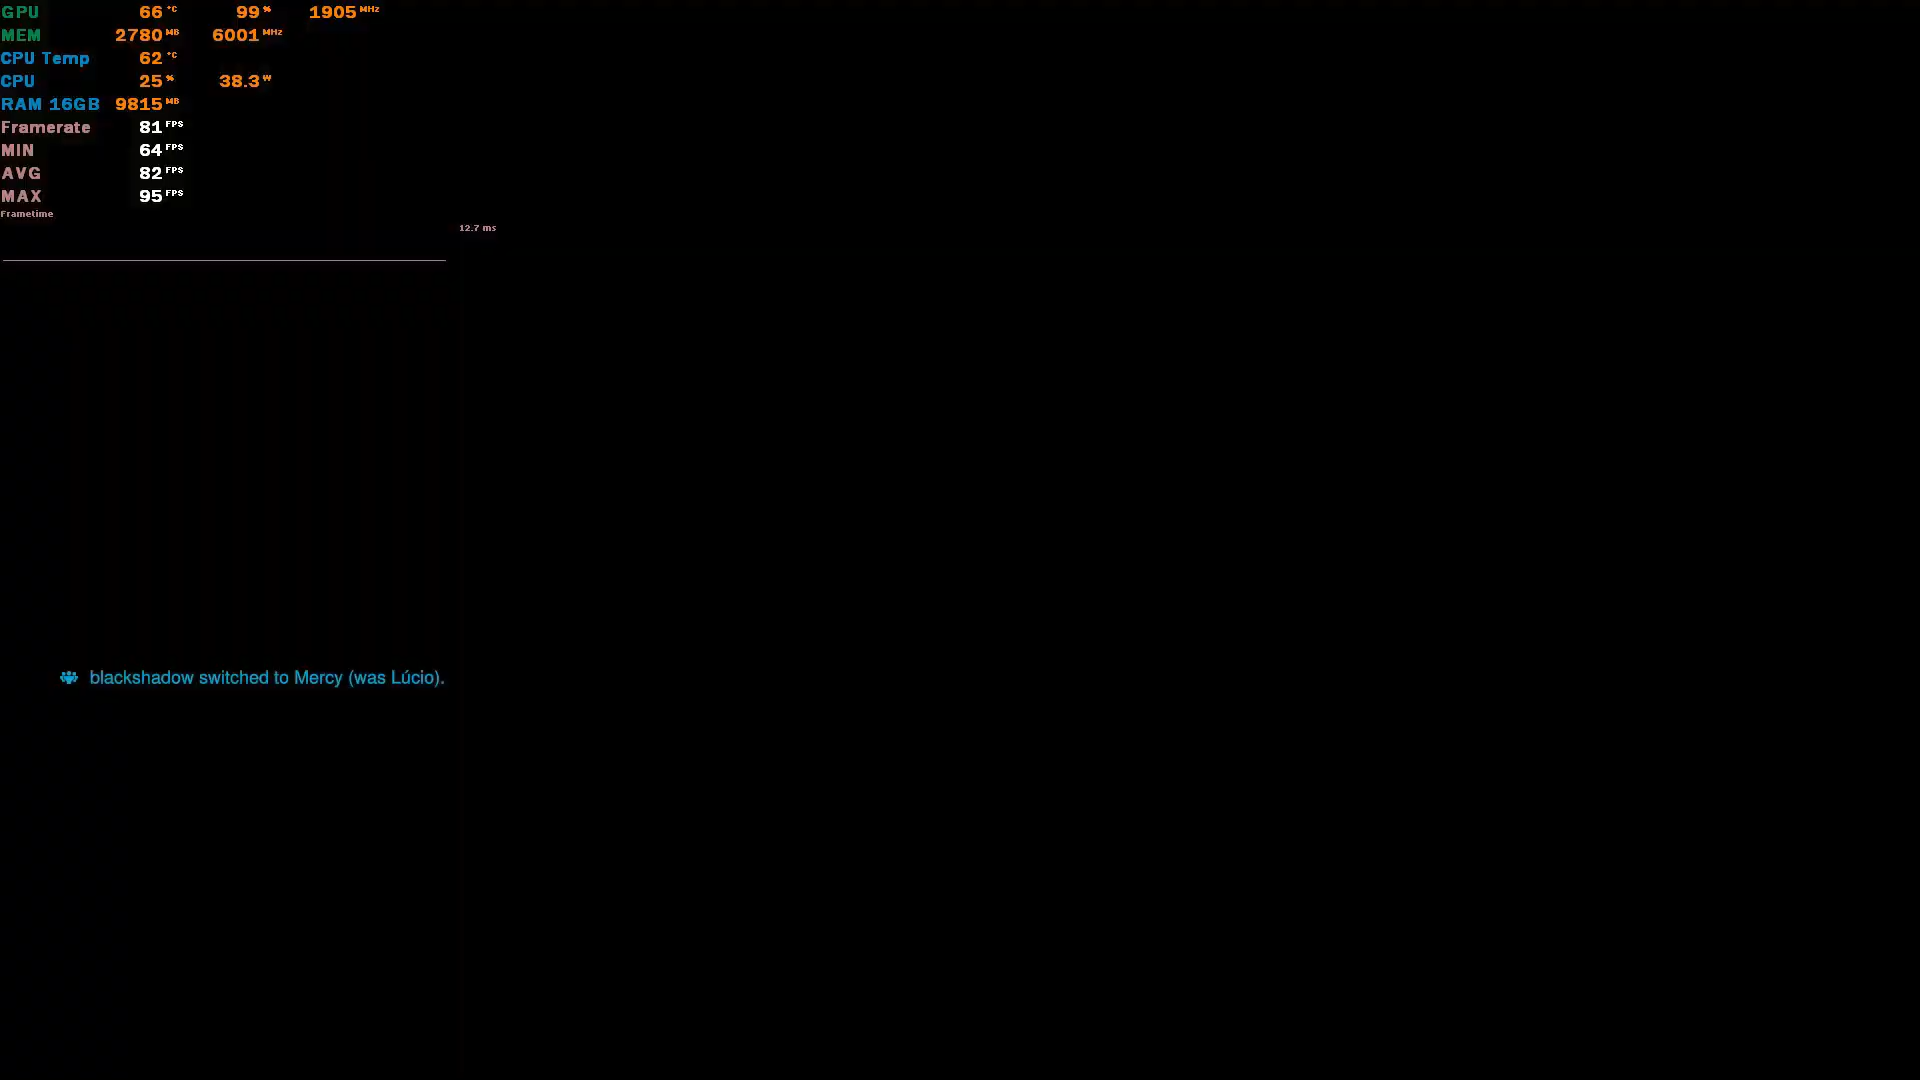 GPU 66 °C 99 % 1905 MHz
MEM 2780 MB 6001 MHz
CPU Temp 62 °C
CPU 25 % 38.3 W
RAM 16GB 9815 MB
Framerate 81 FPS
MIN 64 FPS
AVG 82 FPS
MAX 95 FPS
Frametime
12.7 ms
blackshadow switched to Mercy (was Lúcio).